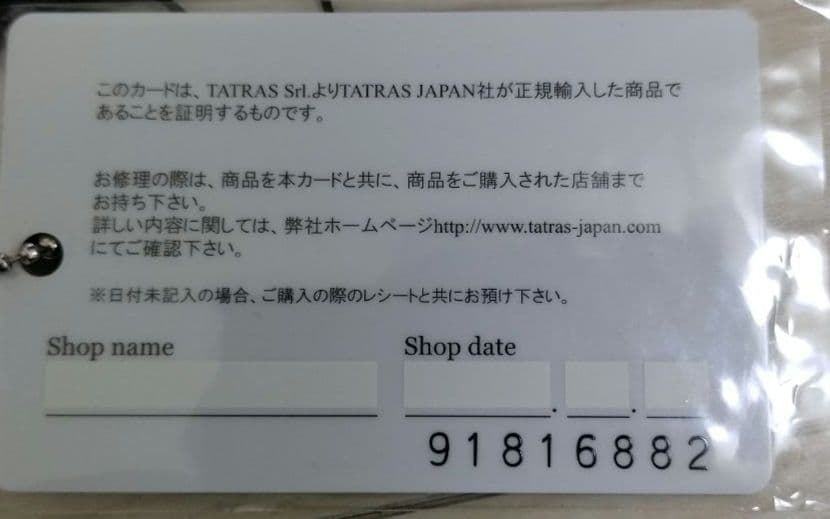 このカードは、TATRAS Srl.よりTATRAS JAPAN社が正規輸入した商品で
あることを証明するものです。
お修理の際は、商品を本カードと共に、商品をご購入された店舗まで
お持ち下さい。
詳しい内容に関しては、弊社ホームページhttp://www.tatras-japan.com
にてご確認下さい。
※日付未記入の場合、ご購入の際のレシートと共にお預け下さい。
Shop name Shop date
. .
91816882